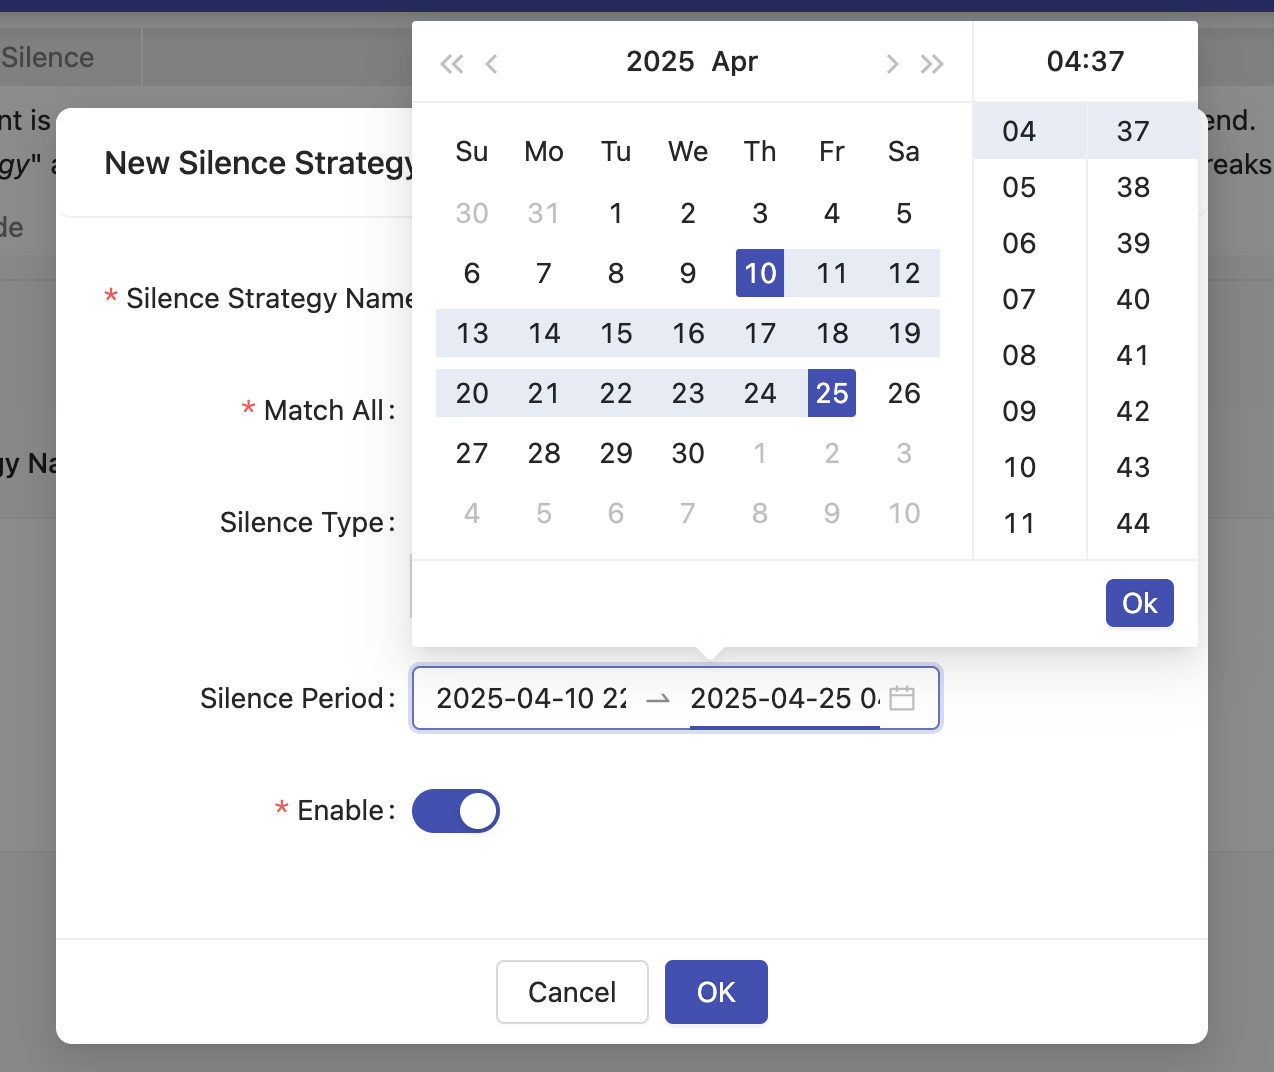 Silence
2025 Apr
04:37
nt is
end.
New Silence Strategy
gy" a
reaks
Su Mo Tu We Th Fr Sa
04 37
05 38
06 39
07 40
08 41
09 42
10 43
11 44
30 31 1 2 3 4 5
6 7 8 9 10 11 12
13 14 15 16 17 18 19
20 21 22 23 24 25 26
27 28 29 30 1 2 3
4 5 6 7 8 9 10
de
* Silence Strategy Name
* Match All :
gy Na
Silence Type :
Ok
Silence Period : 2025-04-10 22 → 2025-04-25 0
* Enable :
Cancel OK